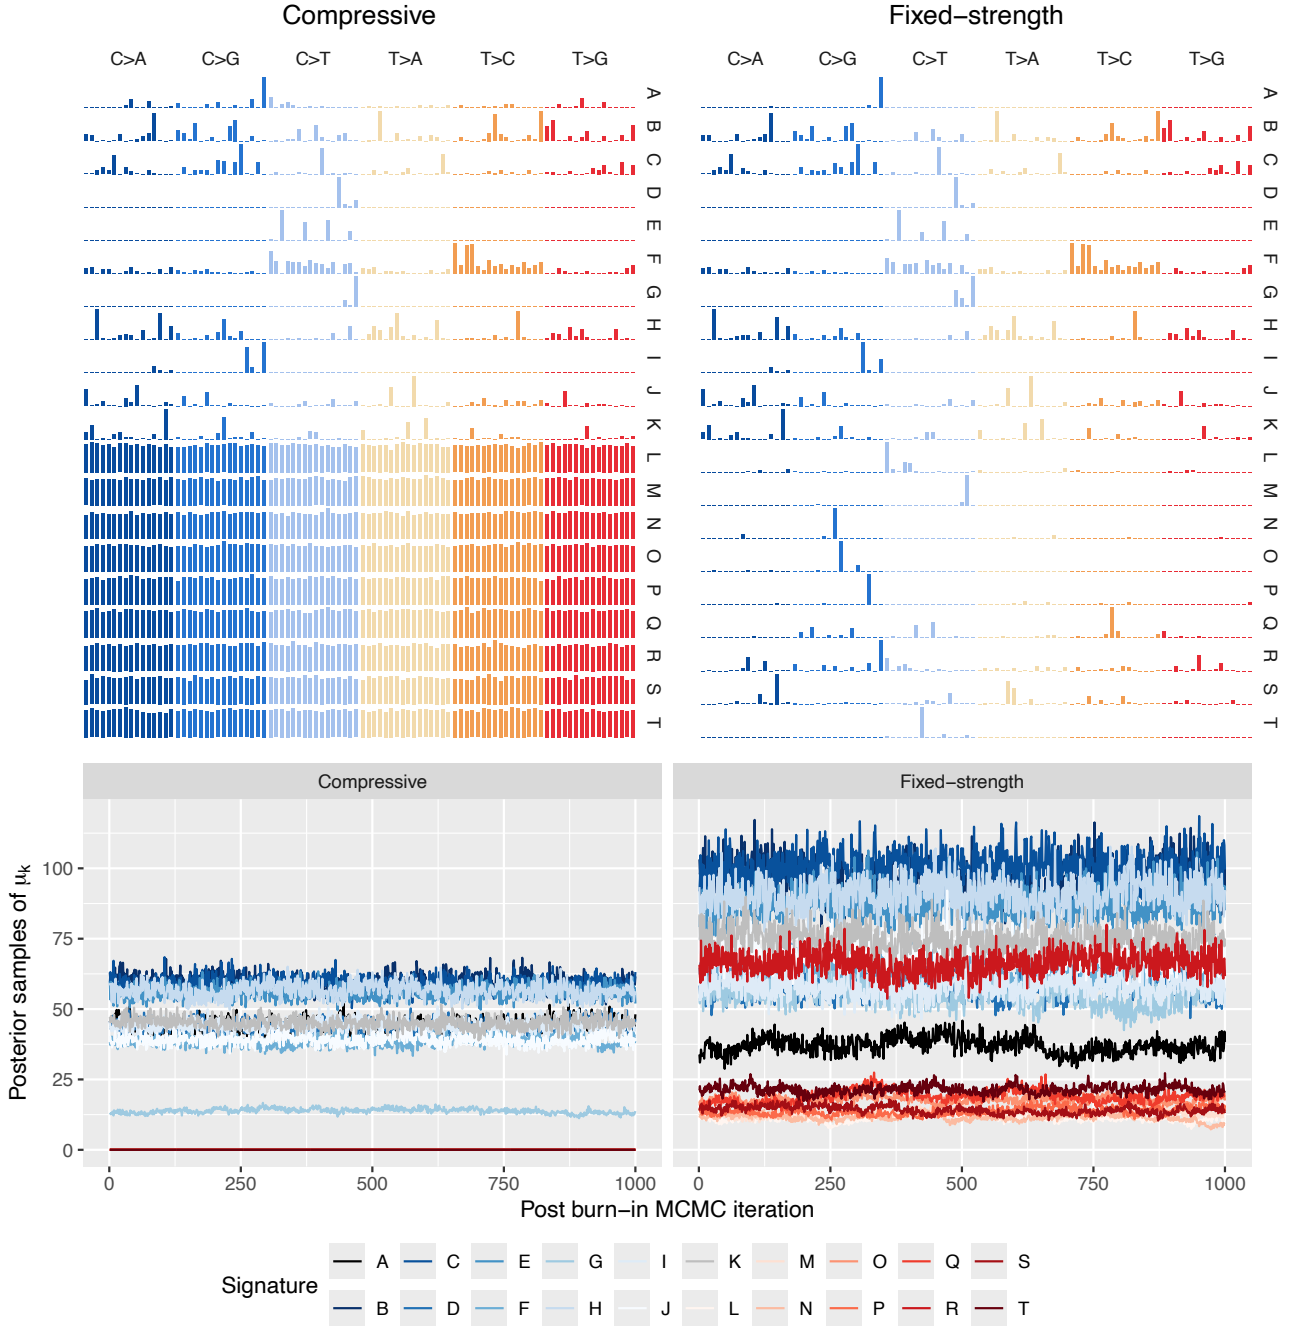 Compressive Fixed−strength
C>A C>G C>T T>A T>C T>G C>A C>G C>T T>A T>C T>G
A A
B B
C C
D D
E E
F F
G G
H H
I I
J J
K K
L L
M M
N N
O O
P P
Q Q
R R
S S
T T
Compressive Fixed−strength
Posterior samples of μk
100
75
50
25
0
0 250 500 750 1000 0 250 500 750 1000
Post burn−in MCMC iteration
Signature
A C E G I K M O Q S
B D F H J L N P R T